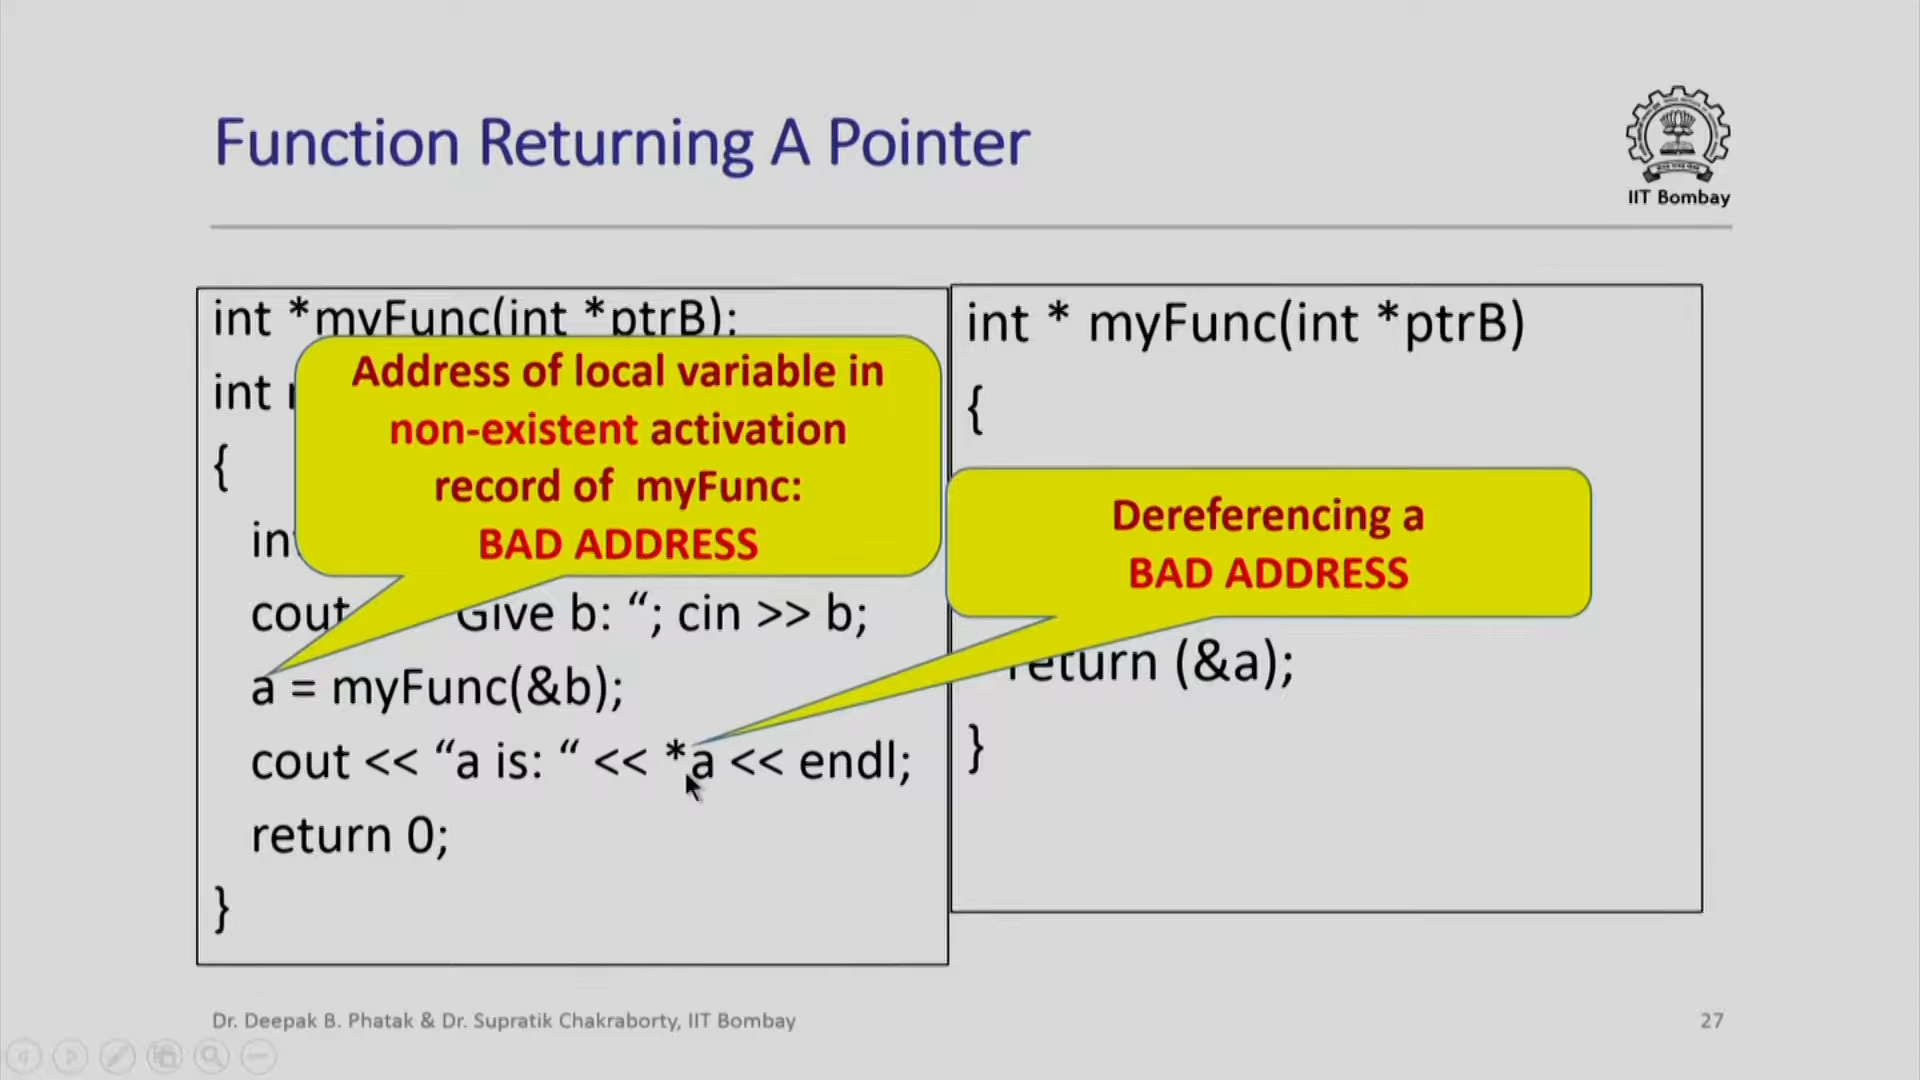 Function Returning A Pointer
IIT Bombay
int *myFunc(int *ptrB);
int
{
Address of local variable in
non-existent activation
record of myFunc:
BAD ADDRESS
cout Give b: “; cin >> b;
a = myFunc(&b);
cout << “a is: “ << *a << endl;
return 0;
}
int * myFunc(int *ptrB)
{
Dereferencing a
BAD ADDRESS
return (&a);
}
Dr. Deepak B. Phatak & Dr. Supratik Chakraborty, IIT Bombay
27